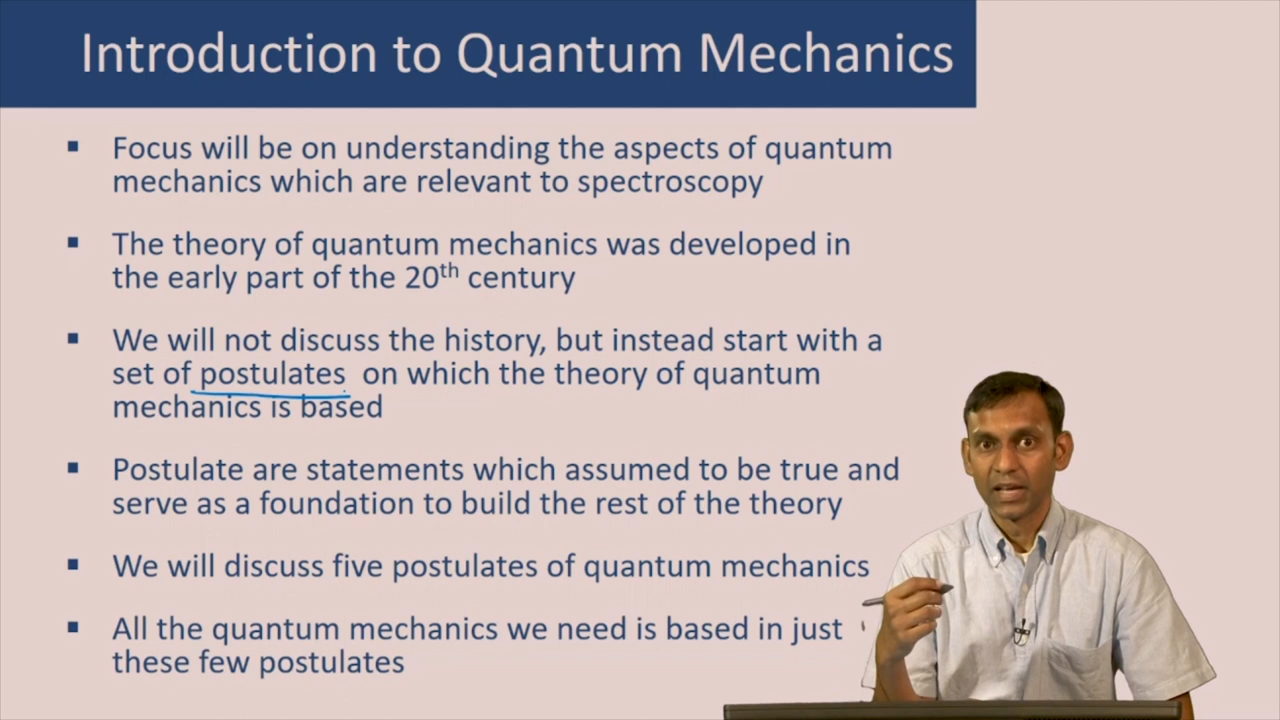 Introduction to Quantum Mechanics
▪ Focus will be on understanding the aspects of quantum
mechanics which are relevant to spectroscopy
▪ The theory of quantum mechanics was developed in
the early part of the 20th century
▪ We will not discuss the history, but instead start with a
set of postulates on which the theory of quantum
mechanics is based
▪ Postulate are statements which assumed to be true and
serve as a foundation to build the rest of the theory
▪ We will discuss five postulates of quantum mechanics
▪ All the quantum mechanics we need is based in just
these few postulates